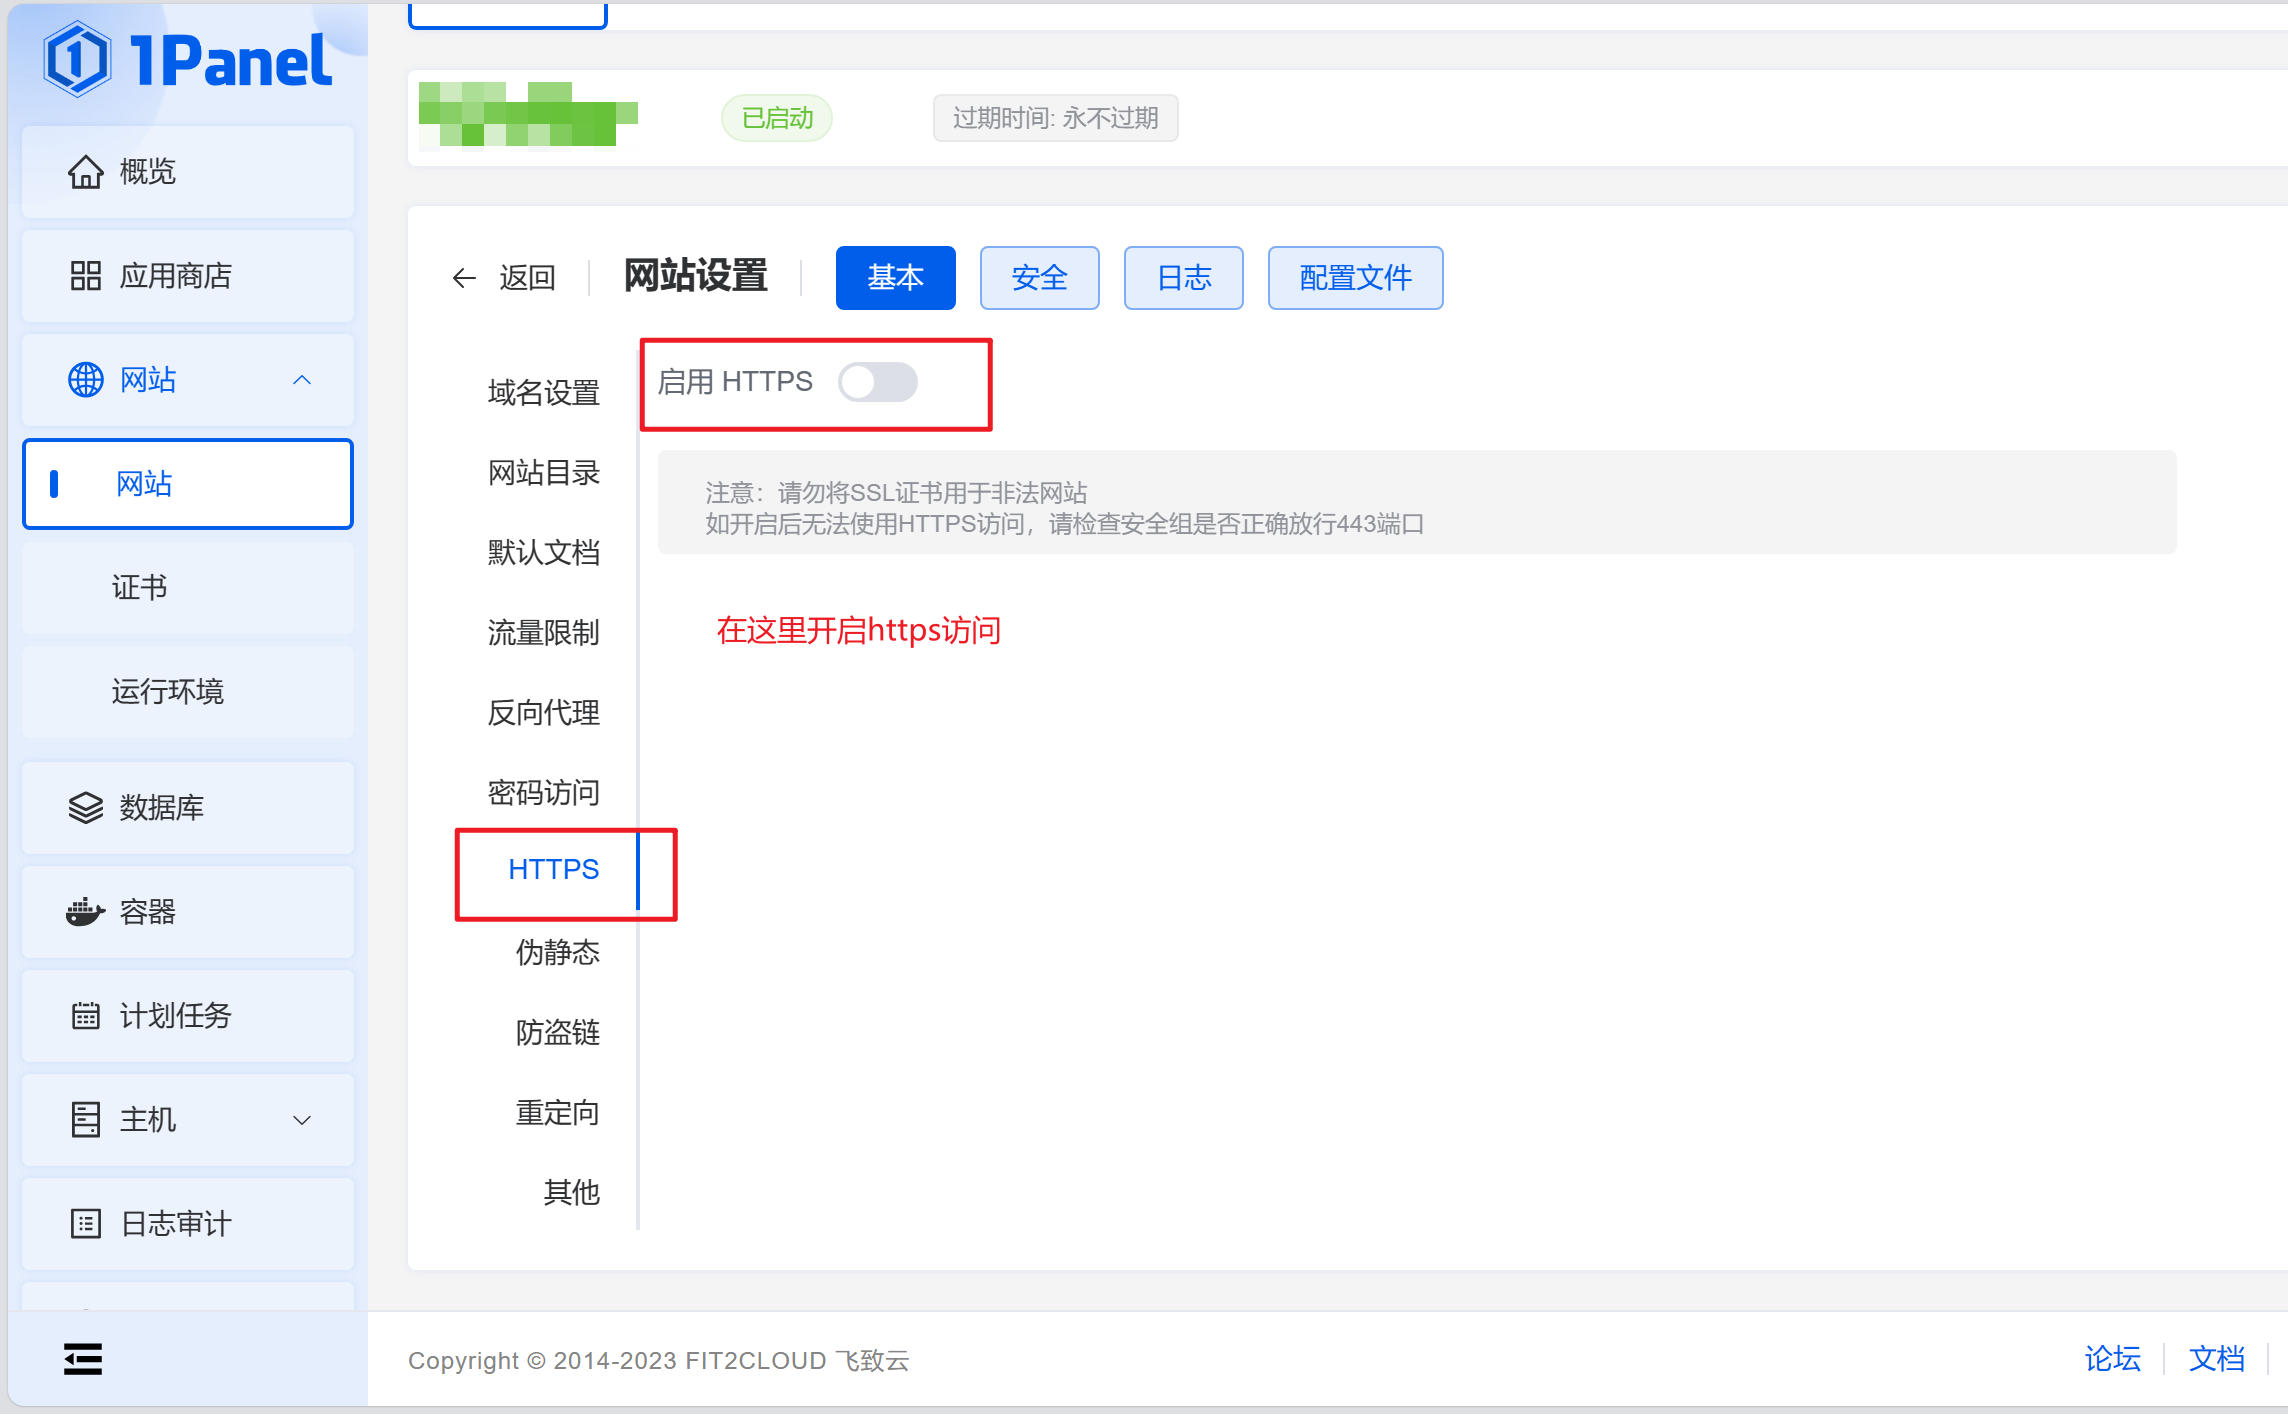 1Panel
概览
应用商店
网站
网站
证书
运行环境
数据库
容器
计划任务
主机
日志审计
已启动
过期时间: 永不过期
返回
网站设置
基本
安全
日志
配置文件
域名设置
网站目录
默认文档
流量限制
反向代理
密码访问
HTTPS
伪静态
防盗链
重定向
其他
启用 HTTPS
注意：请勿将SSL证书用于非法网站
如开启后无法使用HTTPS访问，请检查安全组是否正确放行443端口
在这里开启https访问
Copyright © 2014-2023 FIT2CLOUD 飞致云
论坛
文档